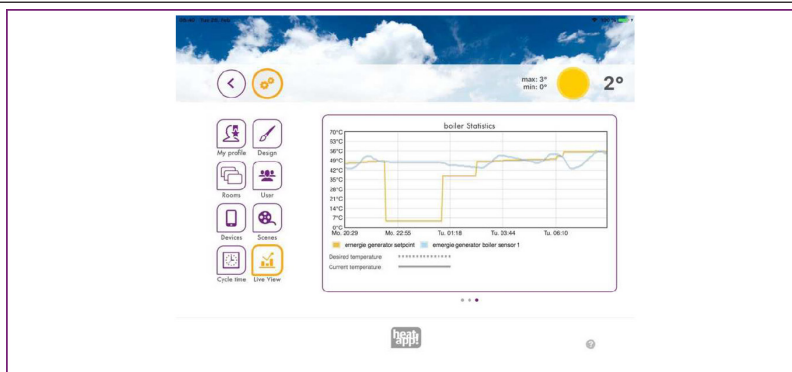 max: 3°
min: 0°
2°
My profile
Design
Rooms
User
Devices
Scenes
Cycle time
Live View
boiler Statistics
70°C
63°C
56°C
49°C
42°C
35°C
28°C
21°C
14°C
7°C
0°C
Mo. 20:29
Mo. 22:55
Tu. 01:18
Tu. 03:44
Tu. 06:10
emergie generator setpoint
emergie generator boiler sensor 1
Desired temperature
Current temperature
heat
app!
?